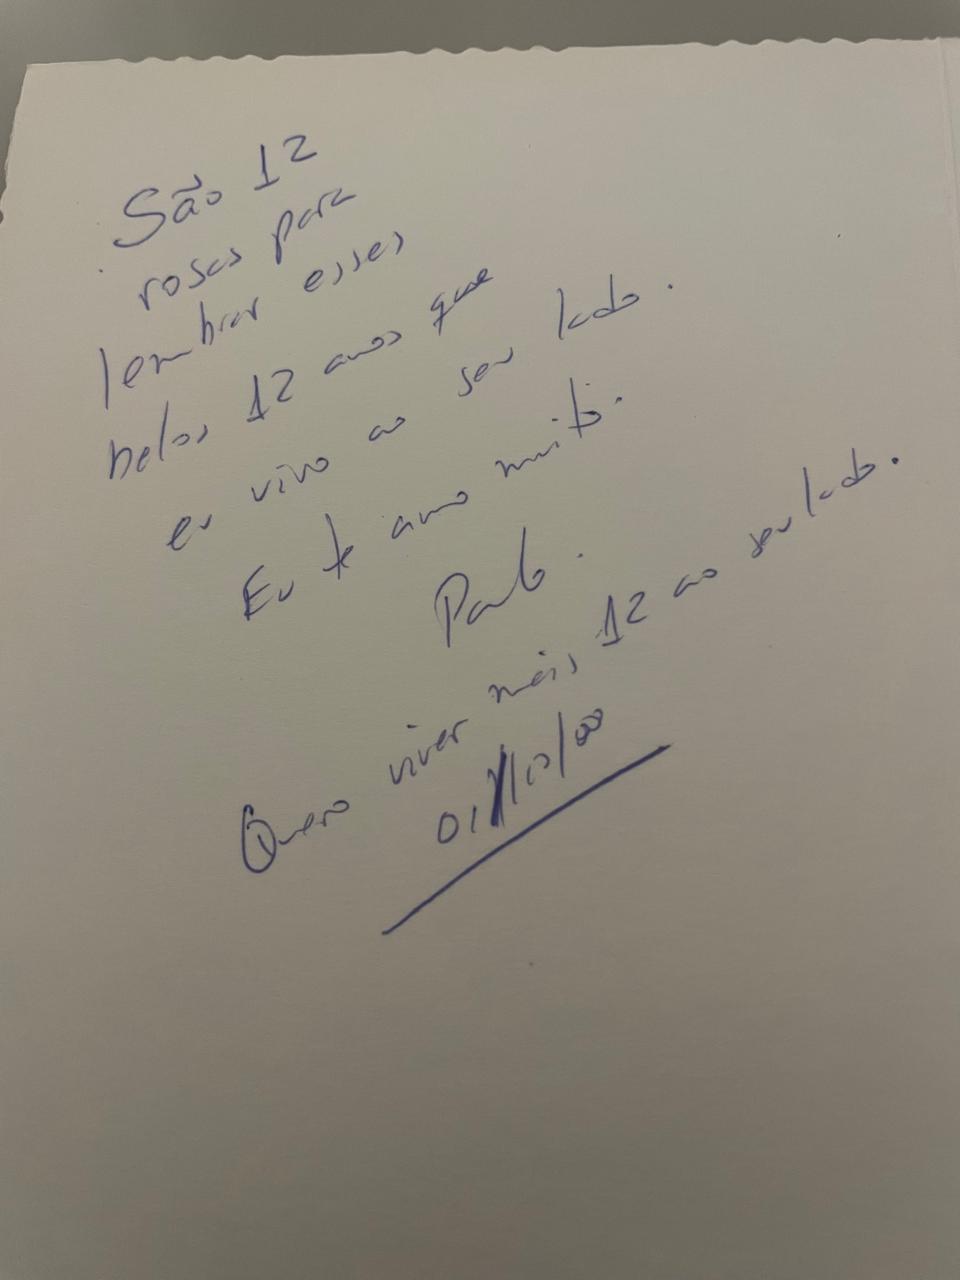 São 12
rosas para
lembrar esses
belos 12 anos que
eu vivo ao seu lado.
Eu te amo muito.
Paulo.
Quero viver mais 12 ao seu lado.
01/10/00